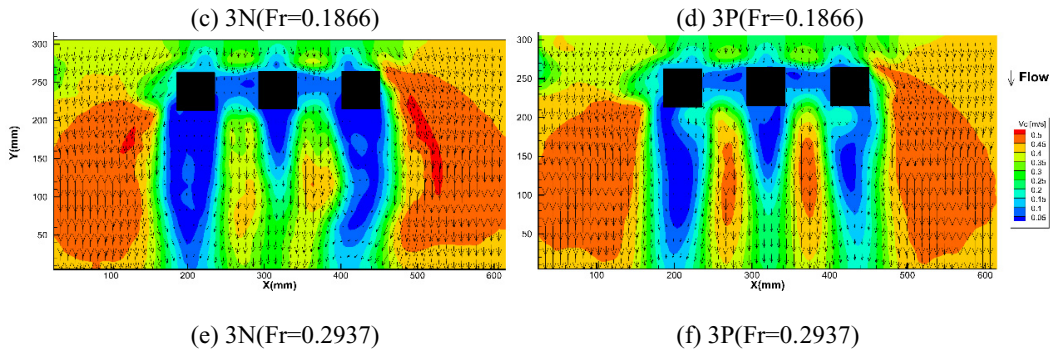 (c) 3N(Fr=0.1866) (d) 3P(Fr=0.1866)
300
250
200
150
100
50
Y(mm)
100 200 300 400 500 600
X(mm)
300
250
200
150
100
50
100 200 300 400 500 600
X(mm)
Flow
Vc [m/s]
0.5
0.45
0.4
0.35
0.3
0.25
0.2
0.15
0.1
0.05
(e) 3N(Fr=0.2937) (f) 3P(Fr=0.2937)